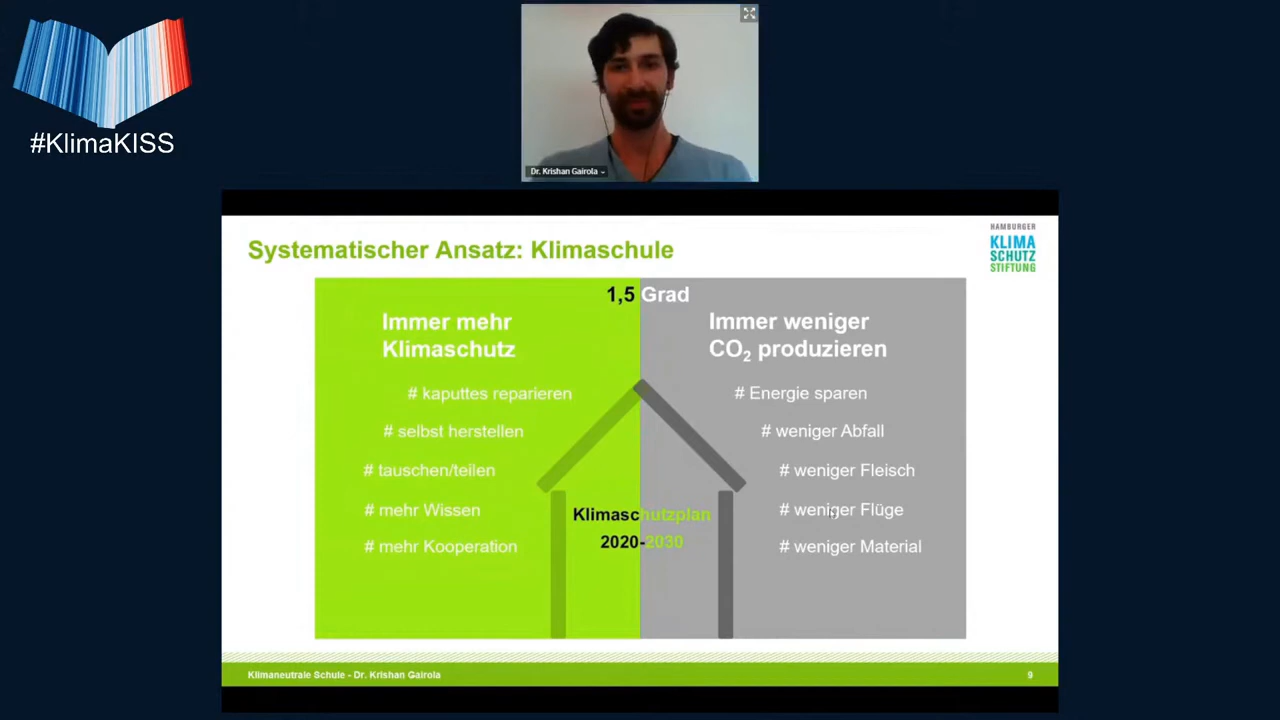 #KlimaKISS
Dr. Krishan Gairola
Systematischer Ansatz: Klimaschule
HAMBURGER
KLIMA
SCHUTZ
STIFTUNG
1,5 Grad
Immer mehr
Klimaschutz
# kaputtes reparieren
# selbst herstellen
# tauschen/teilen
# mehr Wissen
# mehr Kooperation
Immer weniger
CO₂ produzieren
# Energie sparen
# weniger Abfall
# weniger Fleisch
# weniger Flüge
# weniger Material
Klimaschutzplan
2020-2030
Klimaneutrale Schule - Dr. Krishan Gairola
9